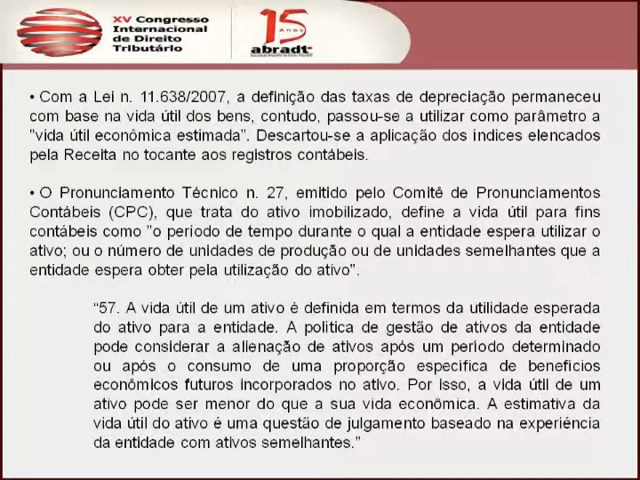 XV Congresso
Internacional
de Direito
Tributário
15
Anos
abradt
• Com a Lei n. 11.638/2007, a definição das taxas de depreciação permaneceu
com base na vida útil dos bens, contudo, passou-se a utilizar como parâmetro a
"vida útil econômica estimada". Descartou-se a aplicação dos índices elencados
pela Receita no tocante aos registros contábeis.
• O Pronunciamento Técnico n. 27, emitido pelo Comitê de Pronunciamentos
Contábeis (CPC), que trata do ativo imobilizado, define a vida útil para fins
contábeis como "o período de tempo durante o qual a entidade espera utilizar o
ativo; ou o número de unidades de produção ou de unidades semelhantes que a
entidade espera obter pela utilização do ativo".
"57. A vida útil de um ativo é definida em termos da utilidade esperada
do ativo para a entidade. A política de gestão de ativos da entidade
pode considerar a alienação de ativos após um período determinado
ou após o consumo de uma proporção específica de benefícios
econômicos futuros incorporados no ativo. Por isso, a vida útil de um
ativo pode ser menor do que a sua vida econômica. A estimativa da
vida útil do ativo é uma questão de julgamento baseado na experiência
da entidade com ativos semelhantes."